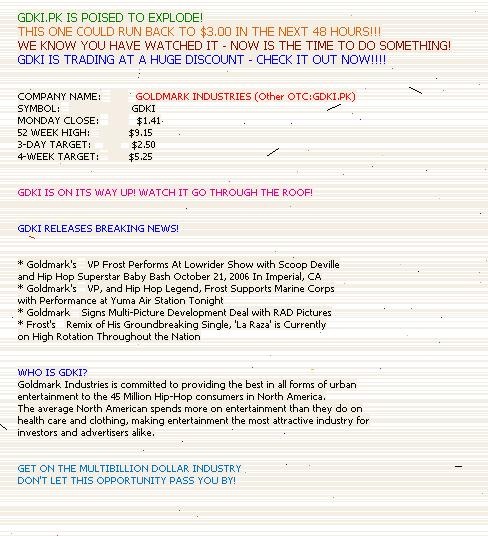 GDKI.PK IS POISED TO EXPLODE!
THIS ONE COULD RUN BACK TO $3.00 IN THE NEXT 48 HOURS!!!
WE KNOW YOU HAVE WATCHED IT - NOW IS THE TIME TO DO SOMETHING!
GDKI IS TRADING AT A HUGE DISCOUNT - CHECK IT OUT NOW!!!!
COMPANY NAME: GOLDMARK INDUSTRIES (Other OTC:GDKI.PK)
SYMBOL: GDKI
MONDAY CLOSE: $1.41
52 WEEK HIGH: $9.15
3-DAY TARGET: $2.50
4-WEEK TARGET: $5.25
GDKI IS ON ITS WAY UP! WATCH IT GO THROUGH THE ROOF!
GDKI RELEASES BREAKING NEWS!
* Goldmark's VP Frost Performs At Lowrider Show with Scoop Deville
and Hip Hop Superstar Baby Bash October 21, 2006 In Imperial, CA
* Goldmark's VP, and Hip Hop Legend, Frost Supports Marine Corps
with Performance at Yuma Air Station Tonight
* Goldmark Signs Multi-Picture Development Deal with RAD Pictures
* Frost's Remix of His Groundbreaking Single, 'La Raza' is Currently
on High Rotation Throughout the Nation
WHO IS GDKI?
Goldmark Industries is committed to providing the best in all forms of urban
entertainment to the 45 Million Hip-Hop consumers in North America.
The average North American spends more on entertainment than they do on
health care and clothing, making entertainment the most attractive industry for
investors and advertisers alike.
GET ON THE MULTIBILLION DOLLAR INDUSTRY
DON'T LET THIS OPPORTUNITY PASS YOU BY!